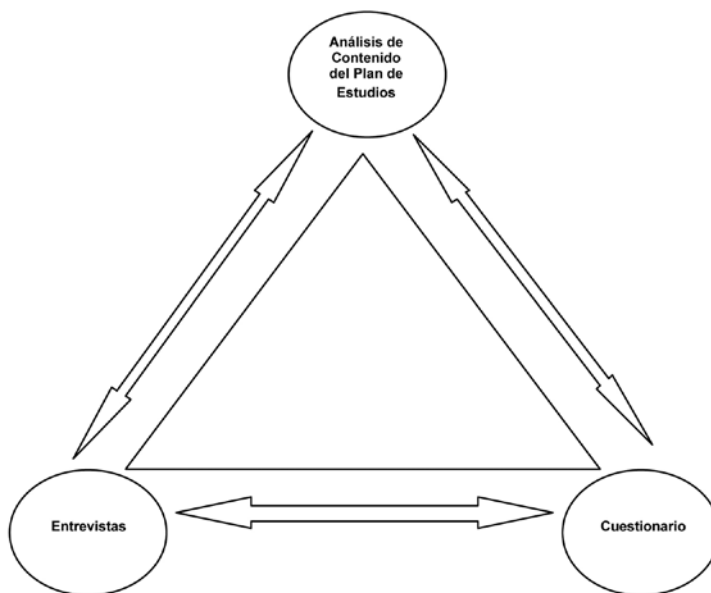 Análisis de
Contenido
del Plan de
Estudios
Entrevistas
Cuestionario